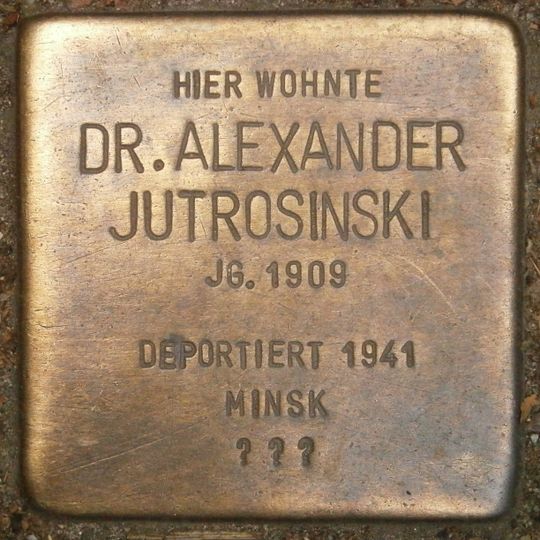 HIER WOHNTE
DR. ALEXANDER
JUTROSINSKI
JG. 1909
DEPORTIERT 1941
MINSK
? ? ?